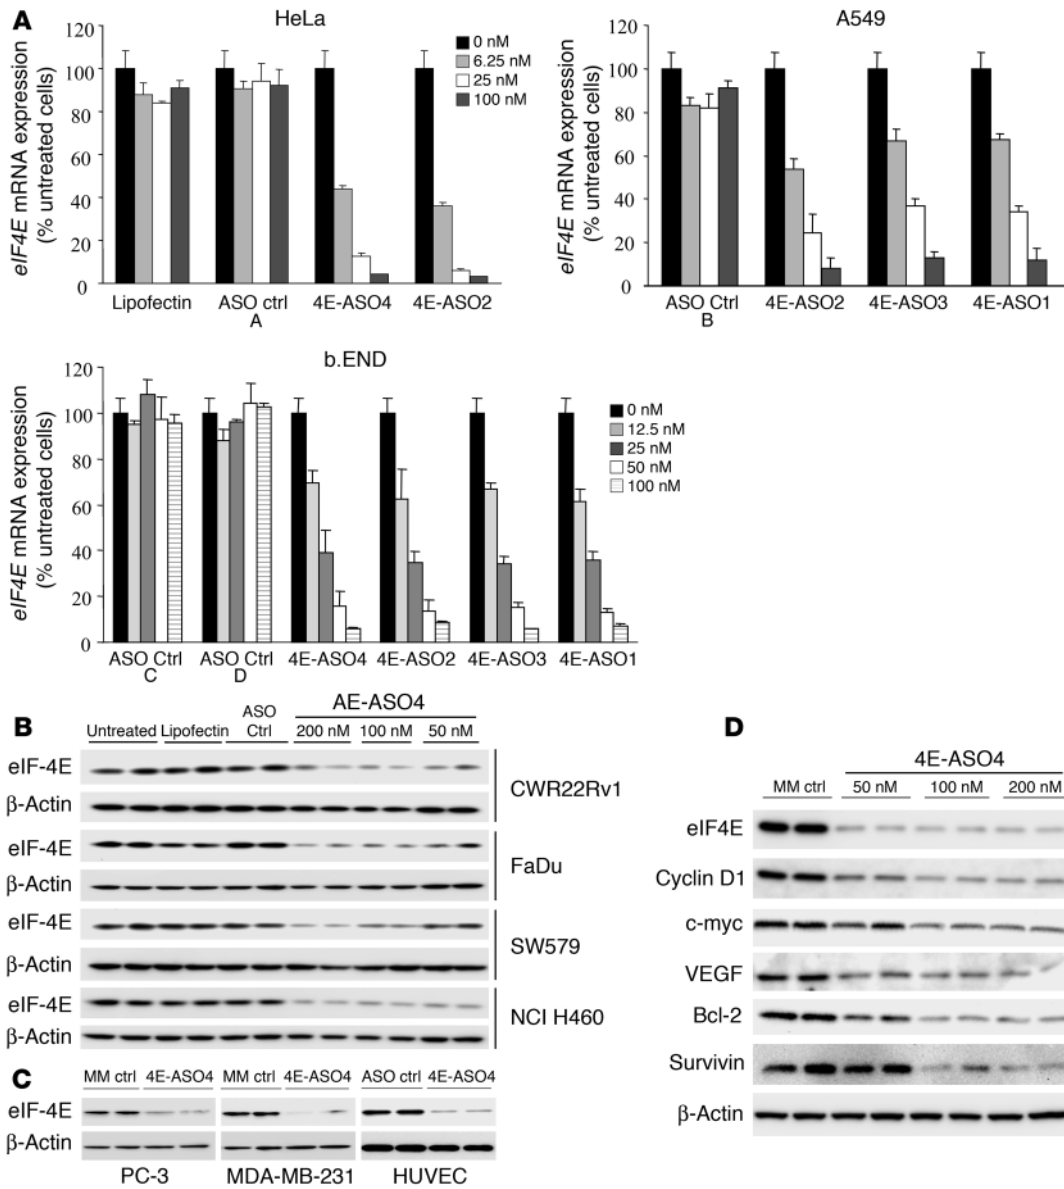 A
HeLa
eIF4E mRNA expression
(% untreated cells)
120
100
80
60
40
20
0
0 nM
6.25 nM
25 nM
100 nM
Lipofectin ASO ctrl 4E-ASO4 4E-ASO2
A
A549
eIF4E mRNA expression
(% untreated cells)
120
100
80
60
40
20
0
ASO Ctrl 4E-ASO2 4E-ASO3 4E-ASO1
B
b.END
eIF4E mRNA expression
(% untreated cells)
120
100
80
60
40
20
0
0 nM
12.5 nM
25 nM
50 nM
100 nM
ASO Ctrl ASO Ctrl 4E-ASO4 4E-ASO2 4E-ASO3 4E-ASO1
C D
B
AE-ASO4
Untreated Lipofectin ASO Ctrl 200 nM 100 nM 50 nM
eIF-4E
β-Actin
CWR22Rv1
eIF-4E
β-Actin
FaDu
eIF-4E
β-Actin
SW579
eIF-4E
β-Actin
NCI H460
C
MM ctrl 4E-ASO4 MM ctrl 4E-ASO4 ASO ctrl 4E-ASO4
eIF-4E
β-Actin
PC-3 MDA-MB-231 HUVEC
D
4E-ASO4
MM ctrl 50 nM 100 nM 200 nM
eIF4E
Cyclin D1
c-myc
VEGF
Bcl-2
Survivin
β-Actin